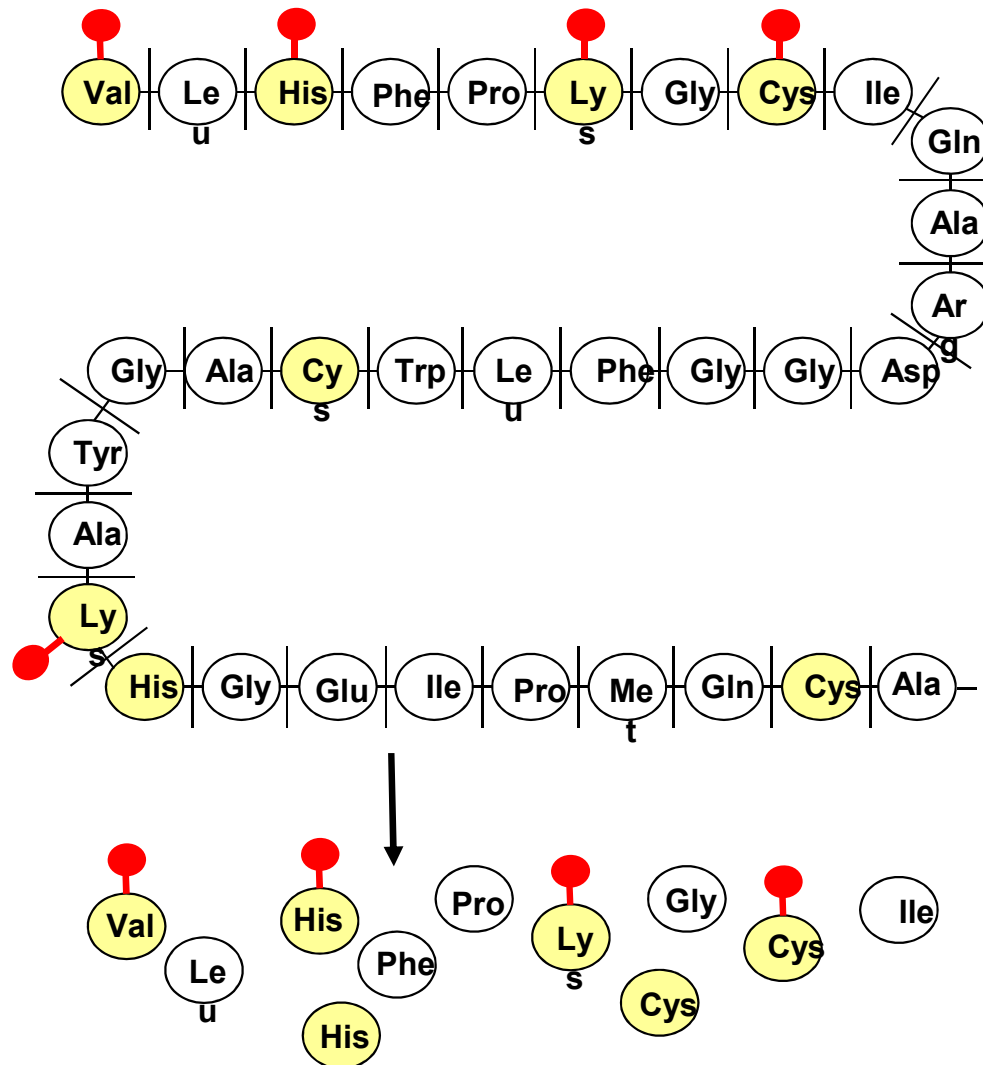 Val Leu His Phe Pro Lys Gly Cys Ile
Gln
Ala
Arg
Gly Ala Cys Trp Leu Phe Gly Gly Asp
Tyr
Ala
Lys
His Gly Glu Ile Pro Met Gln Cys Ala
Val His Pro Lys Gly Cys Ile
Leu Phe
His Cys